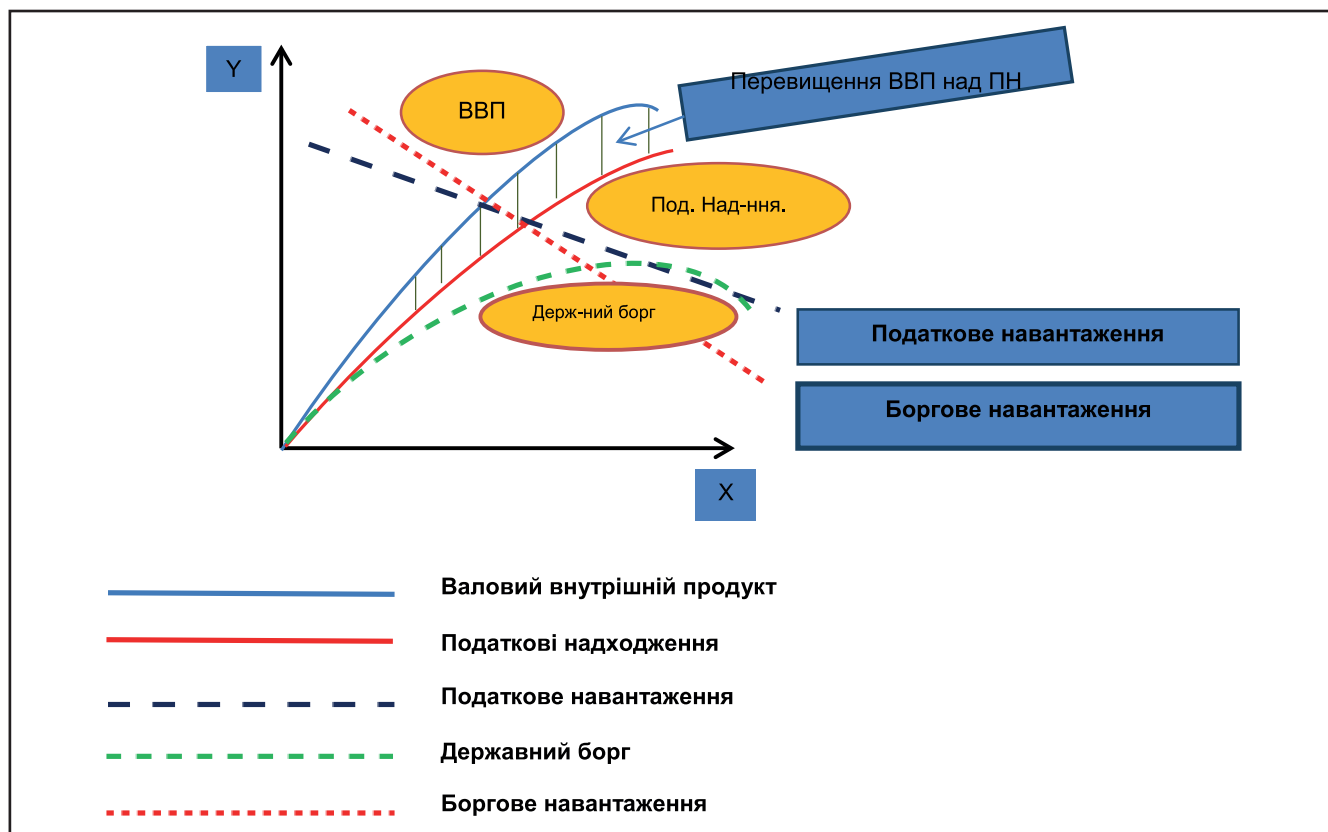 Y
ВВП
Перевищення ВВП над ПН
Под. Над-ння.
Держ-ний борг
Податкове навантаження
Боргове навантаження
X
Валовий внутрішній продукт
Податкові надходження
Податкове навантаження
Державний борг
Боргове навантаження